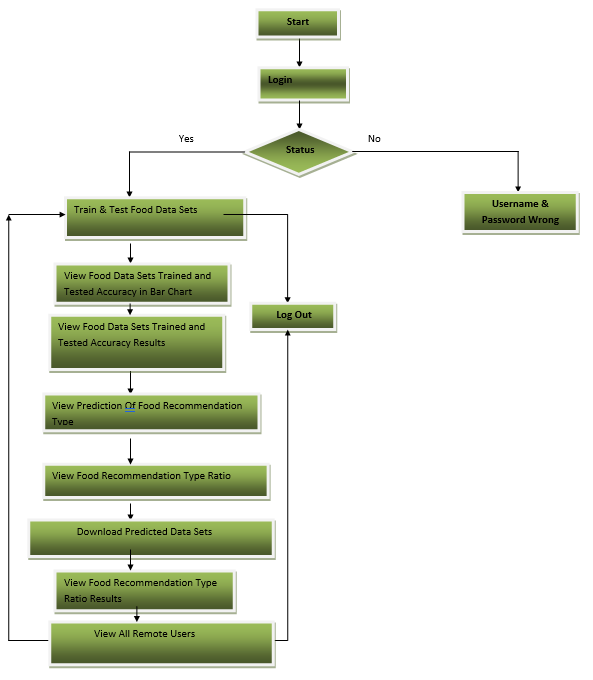 Start
Login
Status
Yes
No
Username &
Password Wrong
Train & Test Food Data Sets
View Food Data Sets Trained and
Tested Accuracy in Bar Chart
Log Out
View Food Data Sets Trained and
Tested Accuracy Results
View Prediction Of Food Recommendation
Type
View Food Recommendation Type Ratio
Download Predicted Data Sets
View Food Recommendation Type
Ratio Results
View All Remote Users